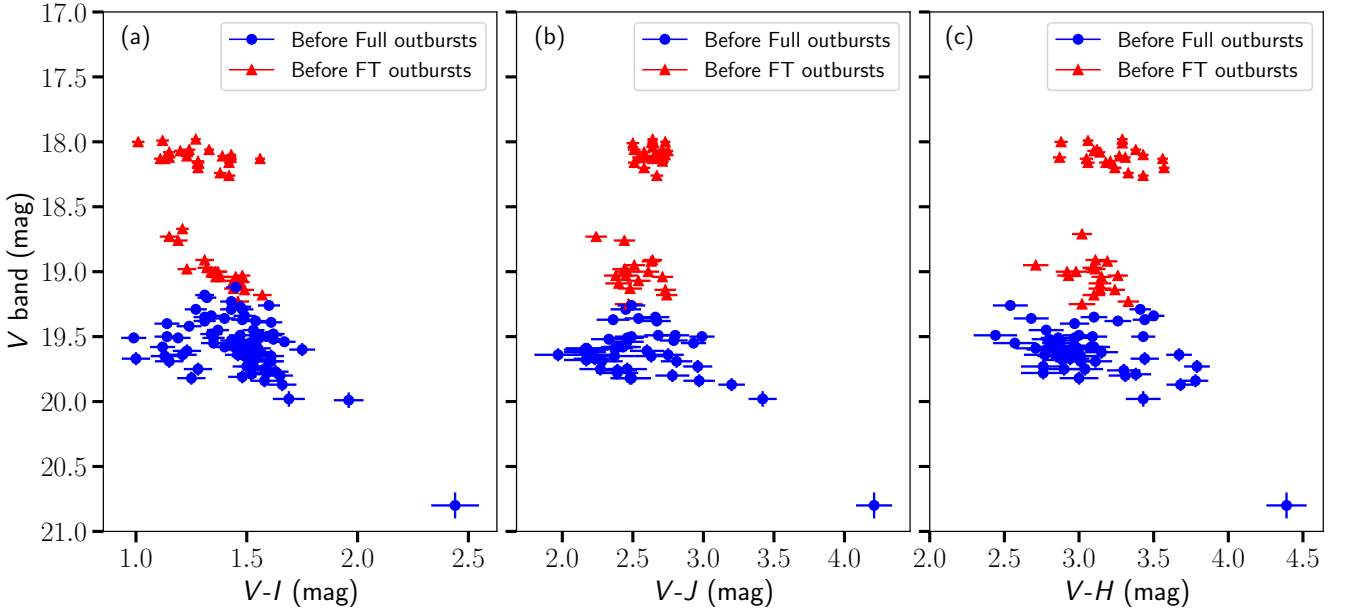 (a)
Before Full outbursts
Before FT outbursts
(b)
Before Full outbursts
Before FT outbursts
(c)
Before Full outbursts
Before FT outbursts
V band (mag)
17.0
17.5
18.0
18.5
19.0
19.5
20.0
20.5
21.0
1.0 1.5 2.0 2.5
2.0 2.5 3.0 3.5 4.0
2.0 2.5 3.0 3.5 4.0 4.5
V-I (mag)
V-J (mag)
V-H (mag)